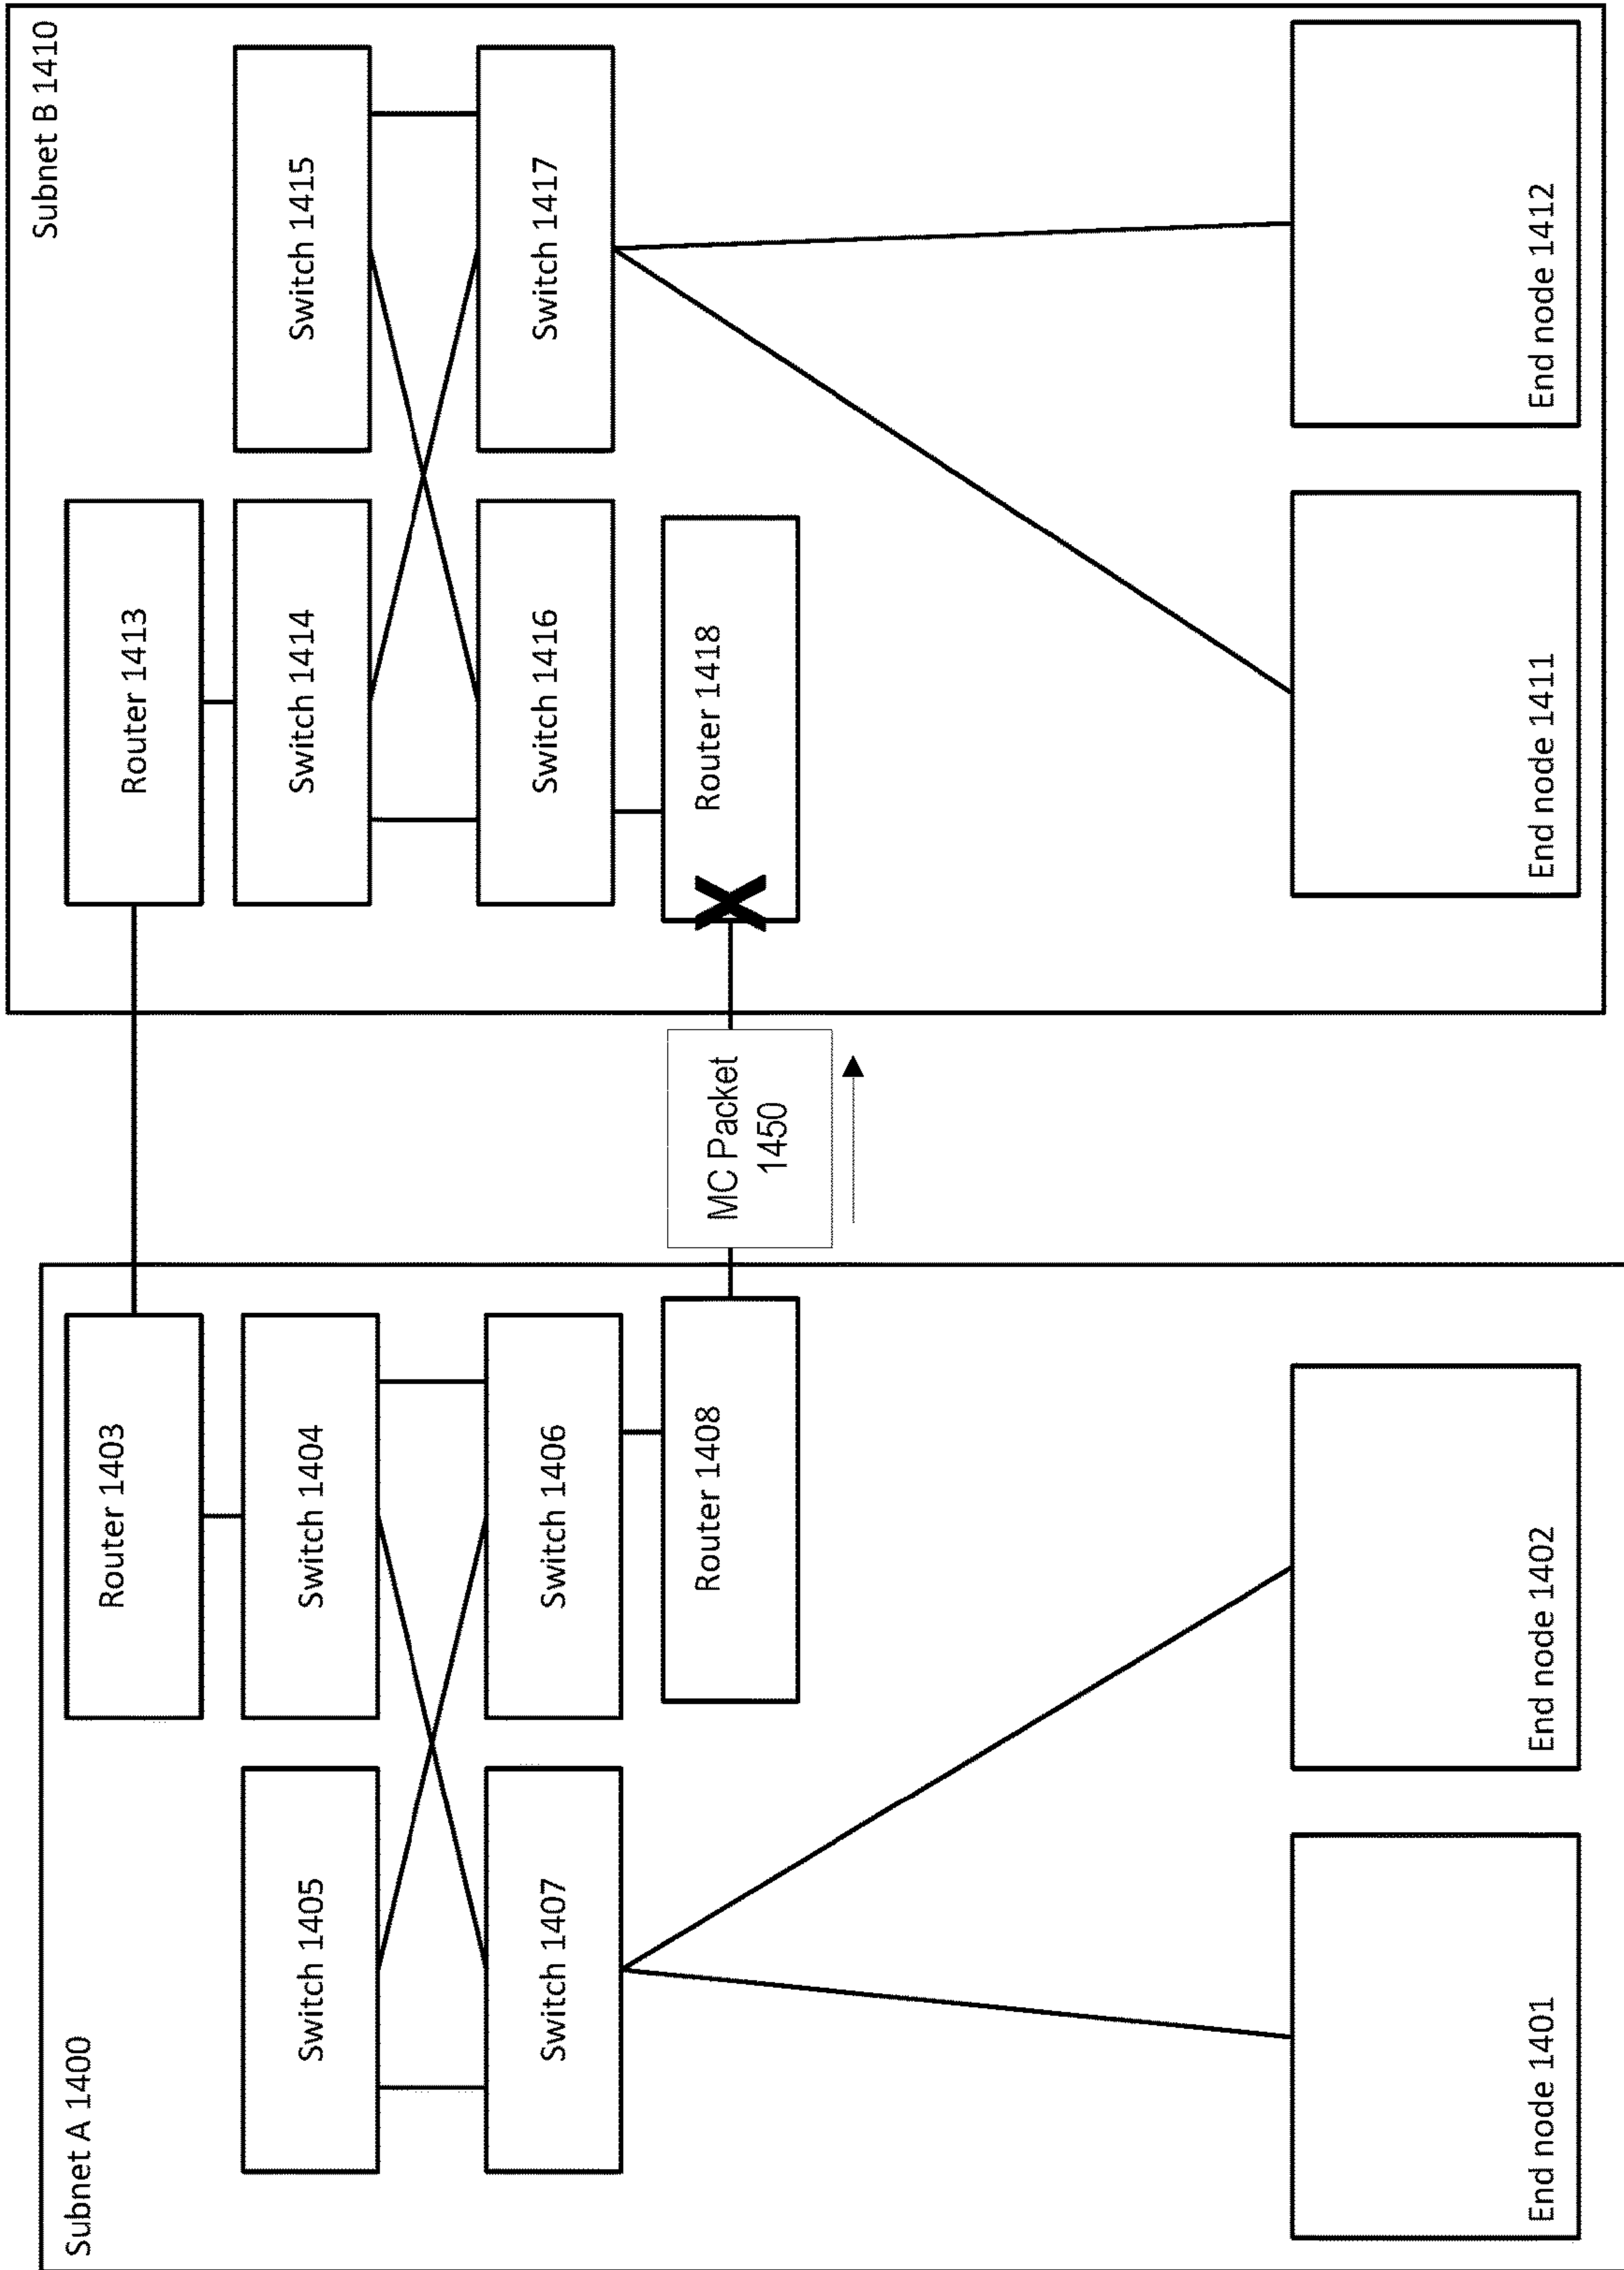 Subnet A 1400
Router 1403
Switch 1405
Switch 1404
Switch 1407
Switch 1406
Router 1408
End node 1401
End node 1402
MC Packet
1450
Subnet B 1410
Router 1413
Switch 1414
Switch 1415
Switch 1416
Switch 1417
Router 1418
End node 1411
End node 1412